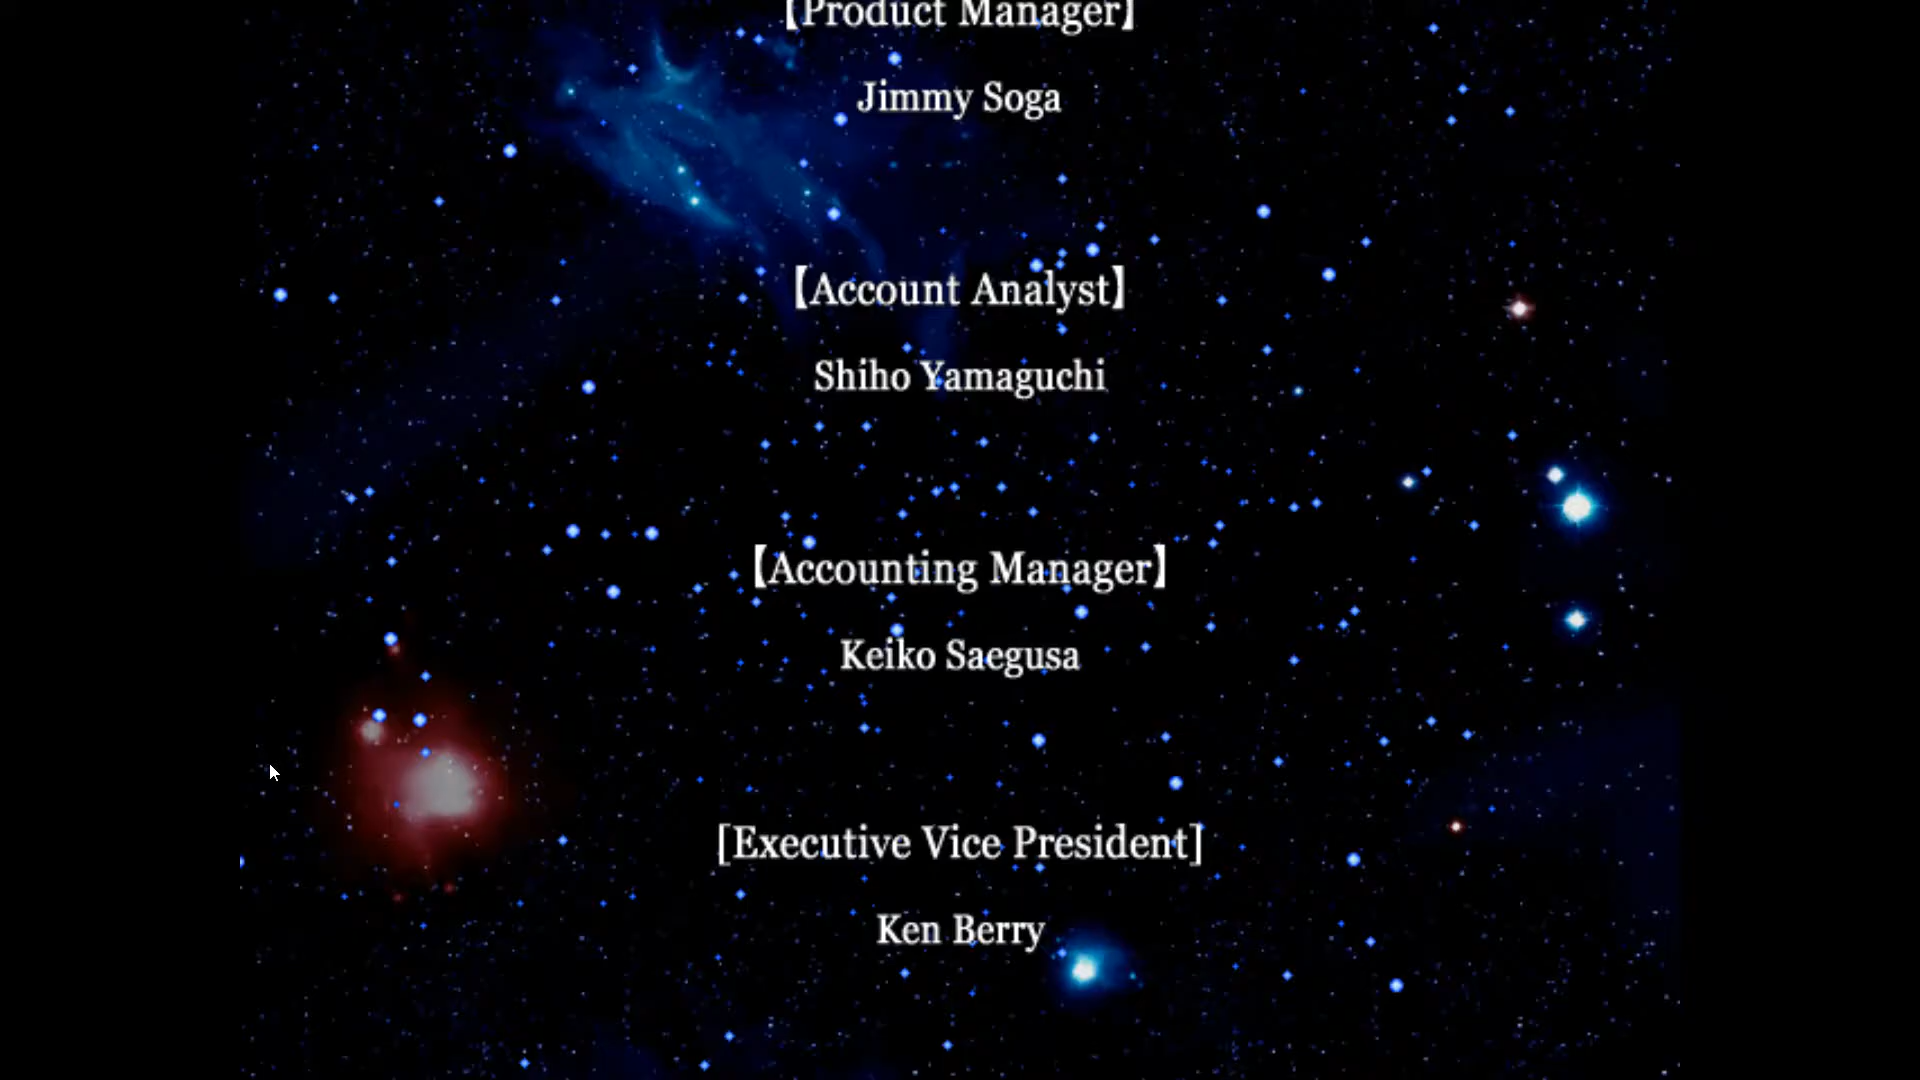 【Product Manager】
Jimmy Soga
【Account Analyst】
Shiho Yamaguchi
【Accounting Manager】
Keiko Saegusa
[Executive Vice President]
Ken Berry